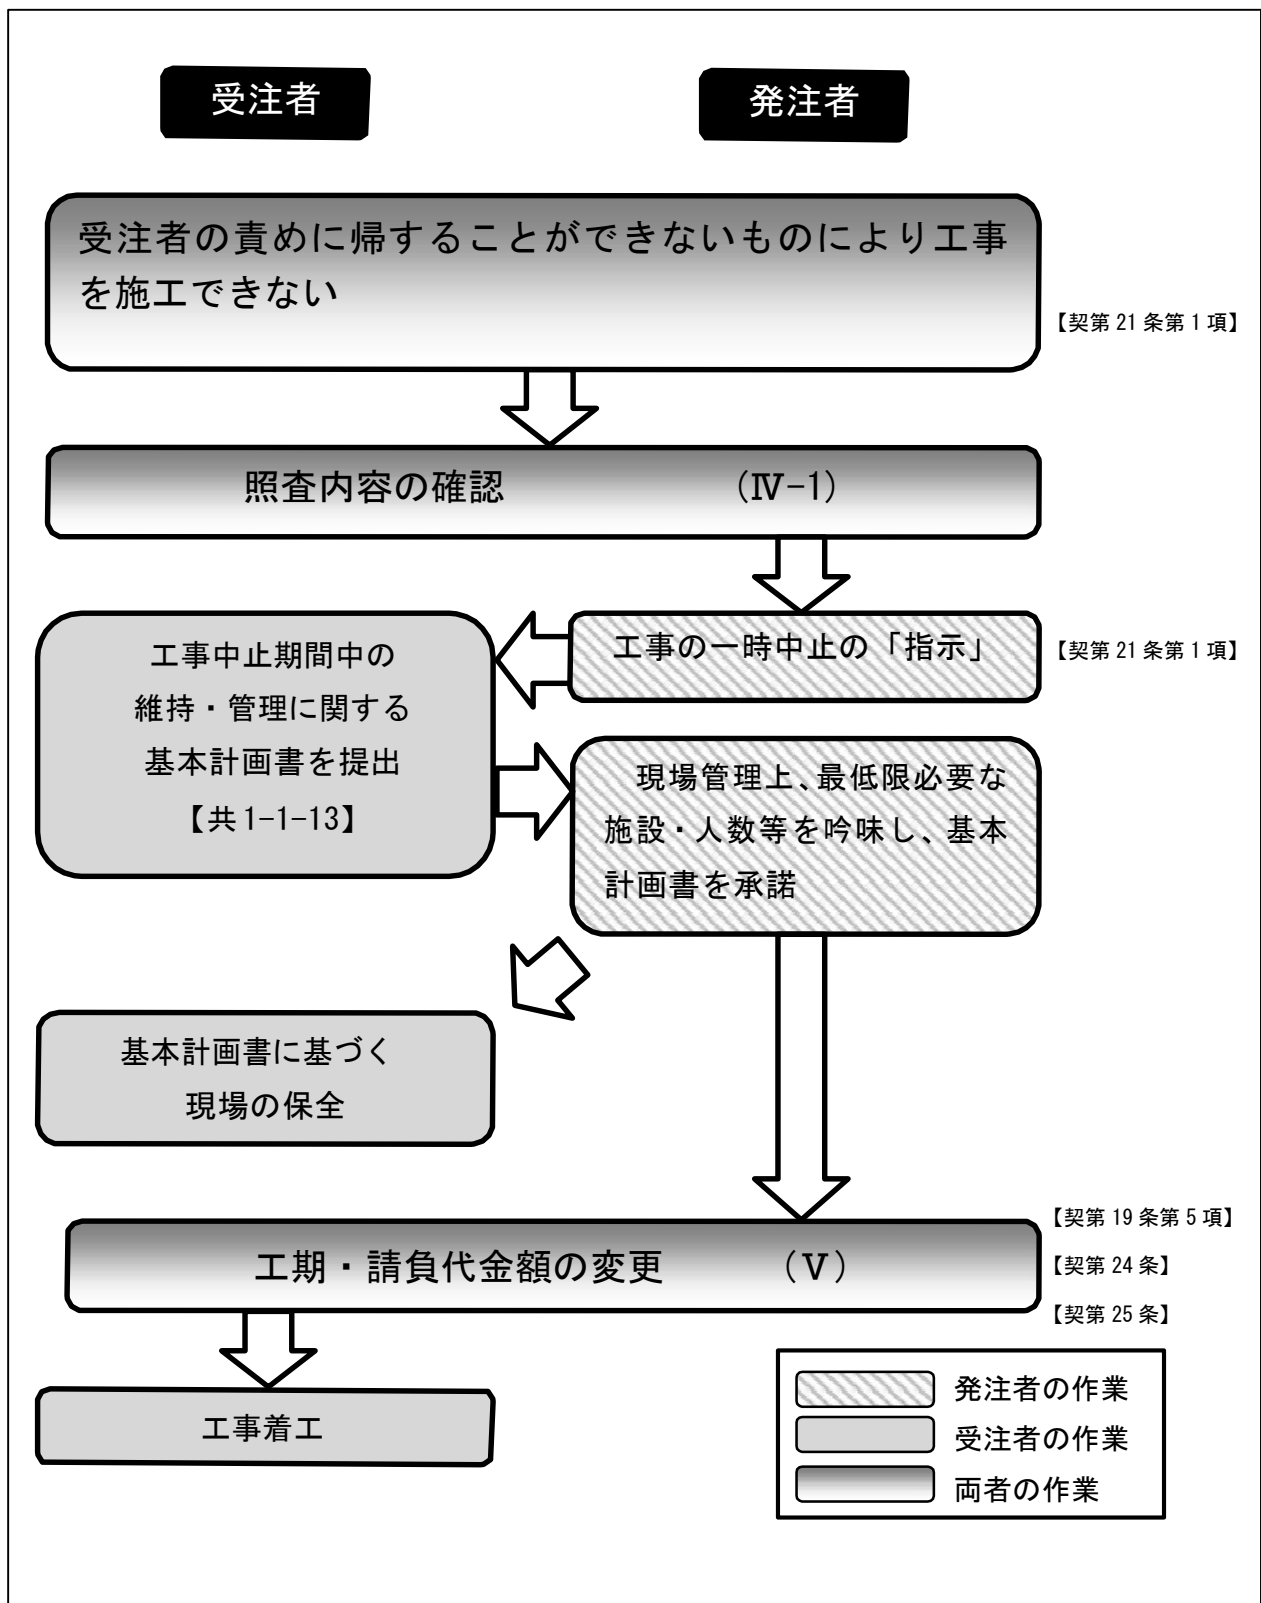 受注者
発注者
受注者の責めに帰することができないものにより工事
を施工できない
【契第21条第1項】
照査内容の確認 (Ⅳ-1)
工事の一時中止の「指示」
【契第21条第1項】
工事中止期間中の
維持・管理に関する
基本計画書を提出
【共1-1-13】
現場管理上、最低限必要な
施設・人数等を吟味し、基本
計画書を承諾
基本計画書に基づく
現場の保全
【契第19条第5項】
工期・請負代金額の変更 (Ⅴ)
【契第24条】
【契第25条】
工事着工
発注者の作業
受注者の作業
両者の作業